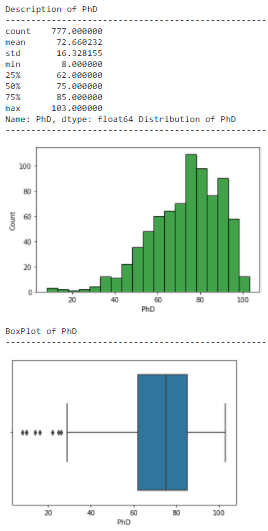 Description of PhD
--------------------------------------------------
count 777.000000
mean 72.660232
std 16.328155
min 8.000000
25% 62.000000
50% 75.000000
75% 85.000000
max 103.000000
Name: PhD, dtype: float64 Distribution of PhD
--------------------------------------------------
100
80
60
40
20
0
Count
20 40 60 80 100
PhD
BoxPlot of PhD
--------------------------------------------------
20 40 60 80 100
PhD